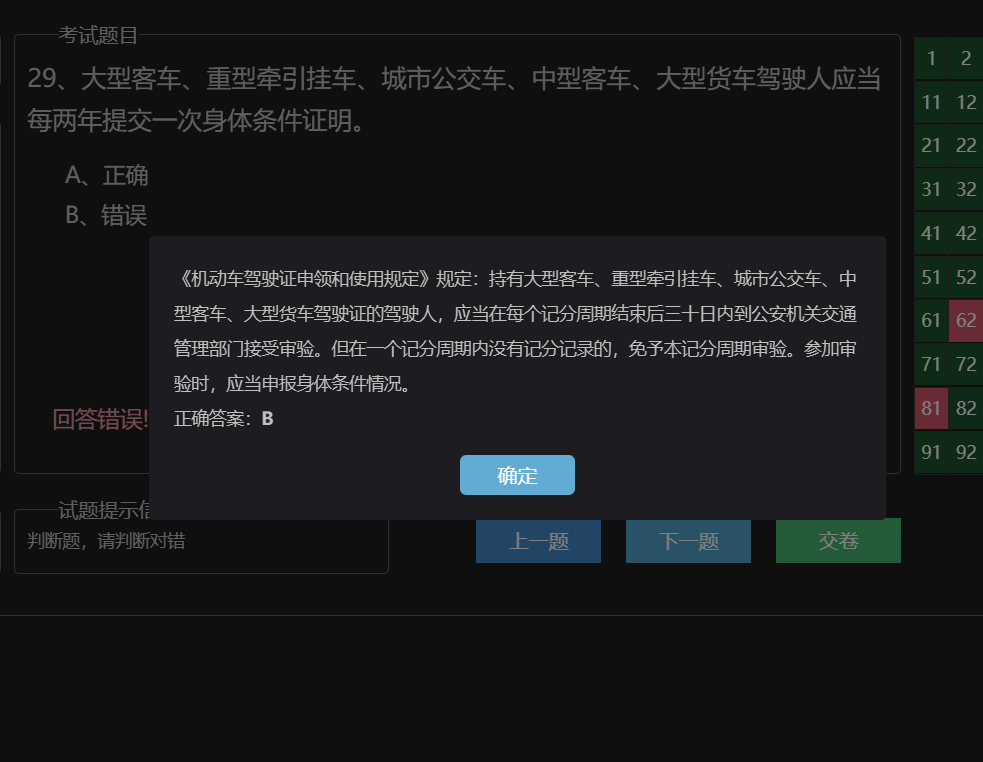 考试题目
29、大型客车、重型牵引挂车、城市公交车、中型客车、大型货车驾驶人应当
每两年提交一次身体条件证明。
A、正确
B、错误
《机动车驾驶证申领和使用规定》规定：持有大型客车、重型牵引挂车、城市公交车、中
型客车、大型货车驾驶证的驾驶人，应当在每个记分周期结束后三十日内到公安机关交通
管理部门接受审验。但在一个记分周期内没有记分记录的，免予本记分周期审验。参加审
验时，应当申报身体条件情况。
正确答案：B
确定
回答错误!
试题提示信
判断题，请判断对错
上一题
下一题
交卷
1 2
11 12
21 22
31 32
41 42
51 52
61 62
71 72
81 82
91 92